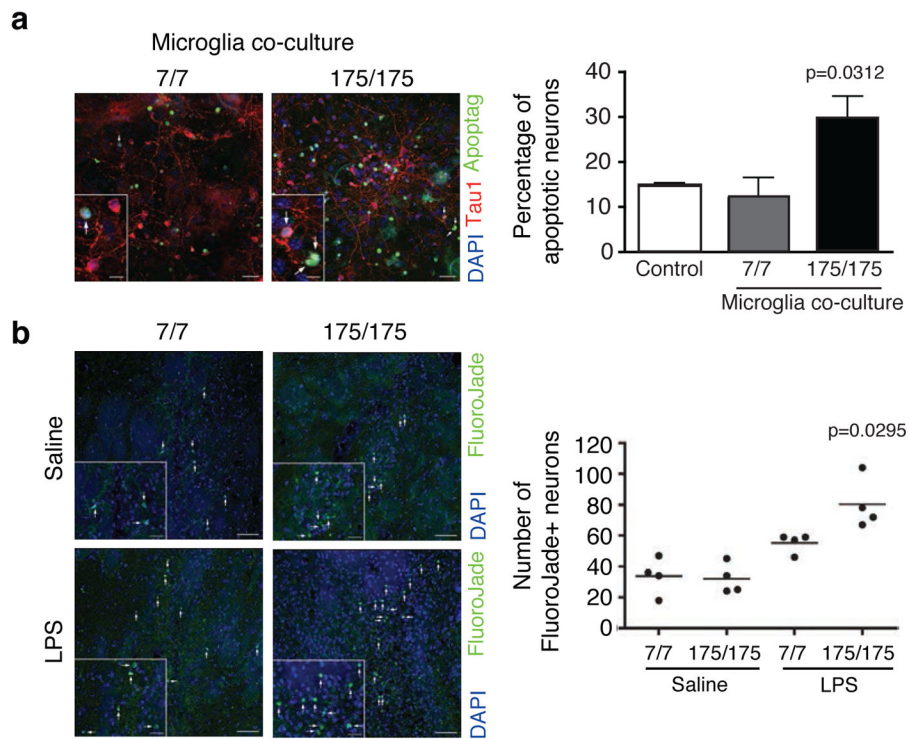 a
Microglia co-culture
7/7 175/175
DAPI Tau1 Apoptag
Percentage of
apoptotic neurons
40
30
20
10
0
p=0.0312
Control 7/7 175/175
Microglia co-culture
b
7/7 175/175
Saline
DAPI FluoroJade
LPS
DAPI FluoroJade
Number of
FluoroJade+ neurons
120
100
80
60
40
20
0
p=0.0295
7/7 175/175 7/7 175/175
Saline LPS